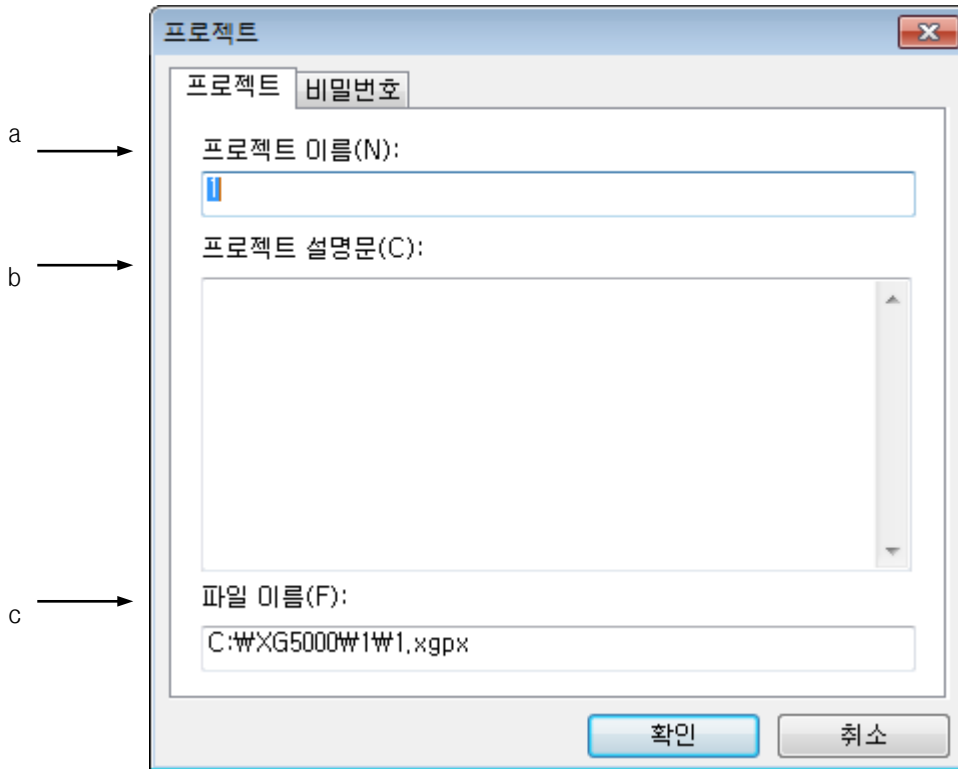 프로젝트
프로젝트 비밀번호
a
프로젝트 이름(N):
1
프로젝트 설명문(C):
b
파일 이름(F):
c
C:₩XG5000₩1₩1.xgpx
확인 취소